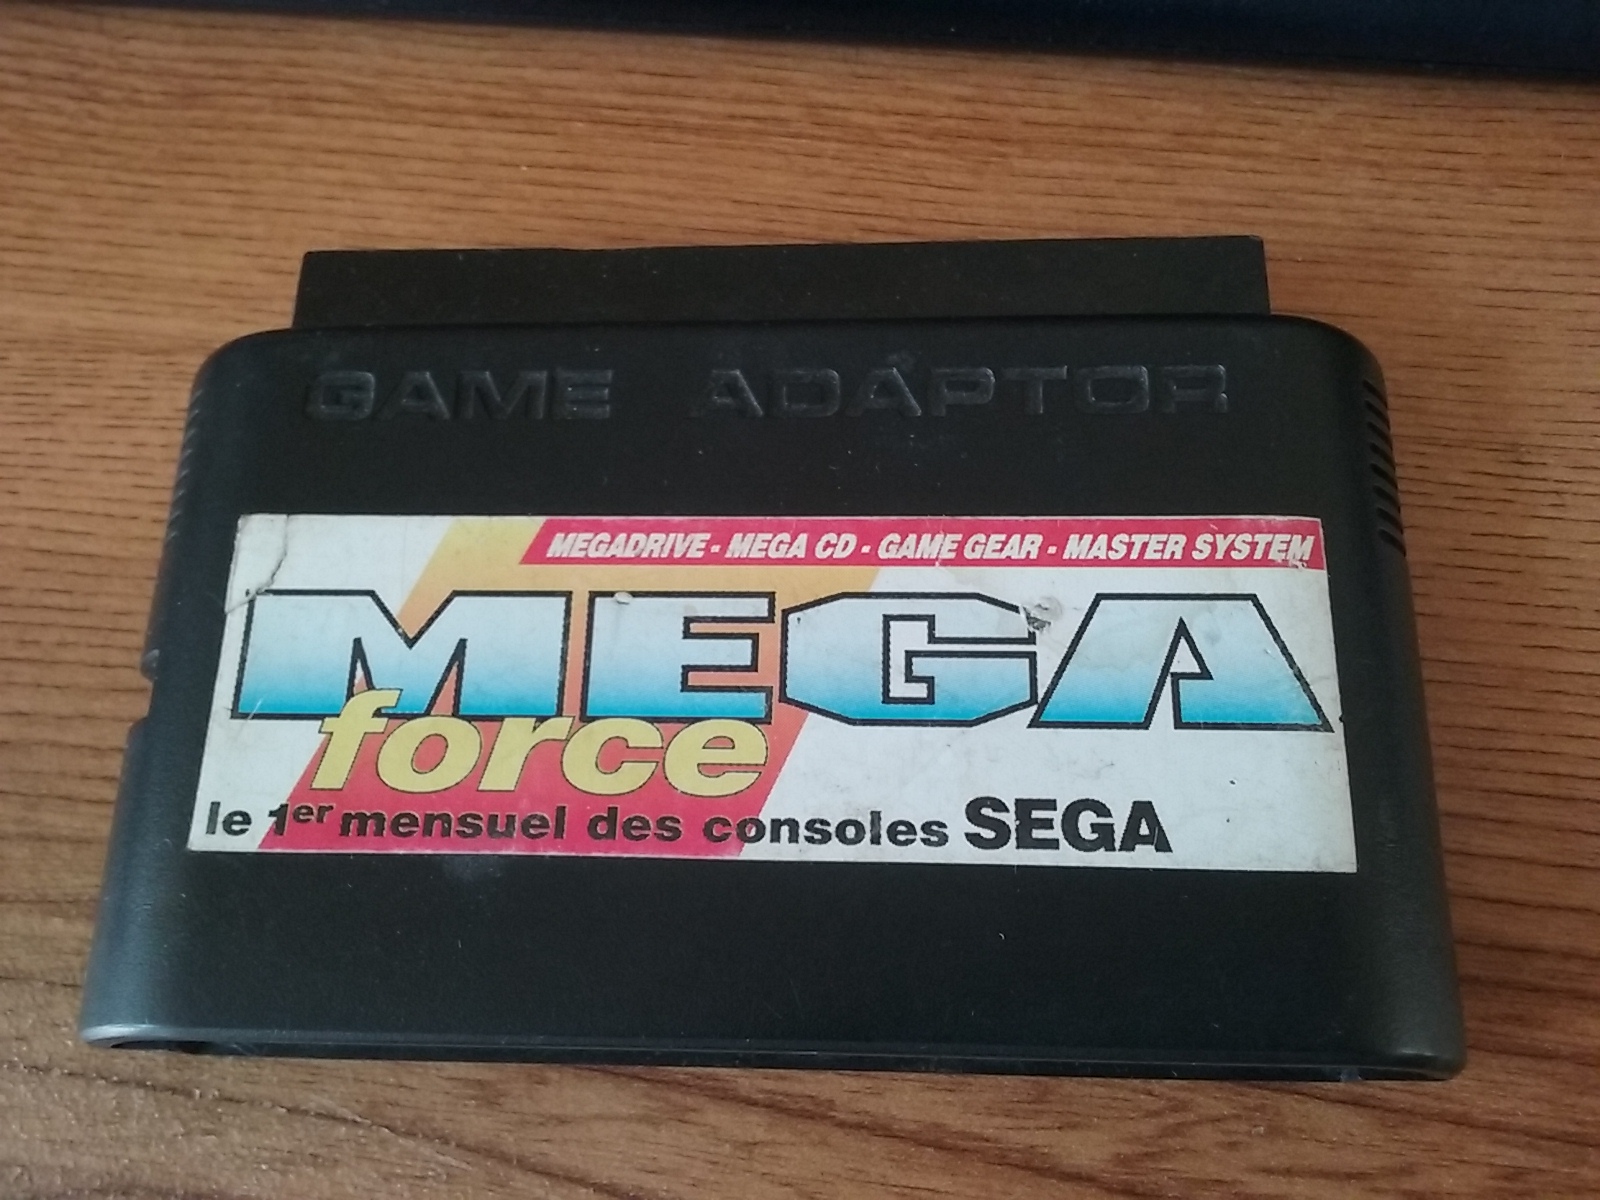 GAME ADAPTOR
MEGADRIVE - MEGA CD - GAME GEAR - MASTER SYSTEM
MEGA
force
le 1er mensuel des consoles SEGA